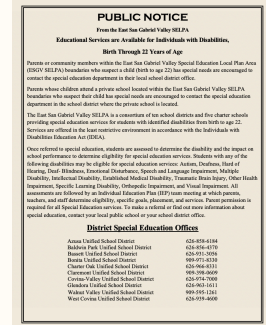 PUBLIC NOTICE
From the East San Gabriel Valley SELPA
Educational Services are Available for Individuals with Disabilities,
Birth Through 22 Years of Age
Parents or community members within the East San Gabriel Valley Special Education Local Plan Area
(ESGV SELPA) boundaries who suspect a child (birth to age 22) has special needs are encouraged to
contact the special education department in their local school district office.
Parents whose children attend a private school located within the East San Gabriel Valley SELPA
boundaries who suspect their child has special needs are encouraged to contact the special education
department in the school district where the private school is located.
The East San Gabriel Valley SELPA is a consortium of ten school districts and five charter schools
providing special education services for students with identified disabilities from birth to age 22.
Services are offered in the least restrictive environment in accordance with the Individuals with
Disabilities Education Act (IDEA).
Once referred to special education, students are assessed to determine the disability and the impact on
school performance to determine eligibility for special education services. Students with any of the
following disabilities may be eligible for special education services: Autism, Deafness, Hard of
Hearing, Deaf- Blindness, Emotional Disturbance, Speech and Language Impairment, Multiple
Disability, Intellectual Disability, Established Medical Disability, Traumatic Brain Injury, Other Health
Impairment, Specific Learning Disability, Orthopedic Impairment, and Visual Impairment. All
assessments are followed by an Individual Education Plan (IEP) team meeting at which parents,
teachers, and staff determine eligibility, specific goals, placement, and services. Parent permission is
required for all Special Education services. To make a referral or find out more information about
special education, contact your local public school or your school district office.
District Special Education Offices
Azusa Unified School District 626-858-6184
Baldwin Park Unified School District 626-856-4370
Bassett Unified School District 626-931-3036
Bonita Unified School District 909-971-8330
Charter Oak Unified School District 626-966-8331
Claremont Unified School District 909-398-0609
Covina-Valley Unified School District 626-974-7000
Glendora Unified School District 626-963-1611
Walnut Valley Unified School District 909-595-1261
West Covina Unified School District 626-939-4600